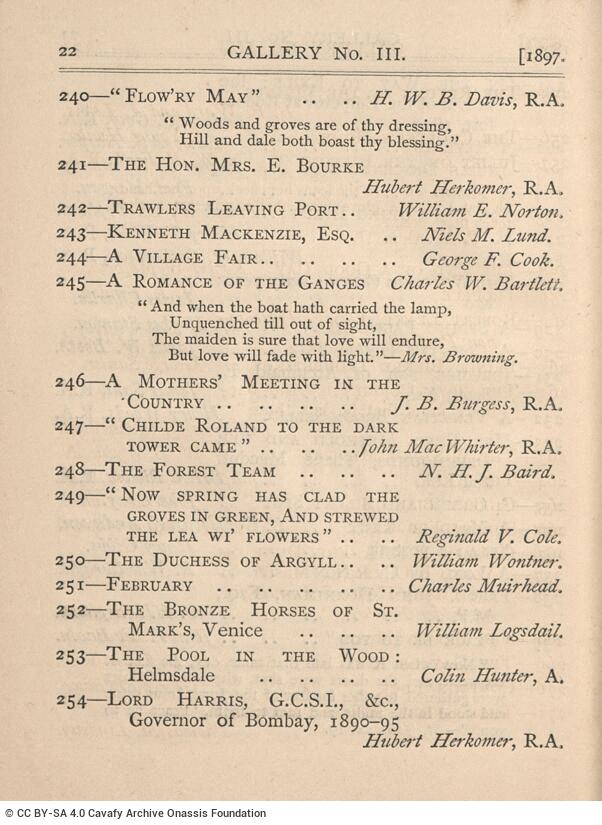 22 GALLERY No. III. [1897.
240—“ Flow'ry May” .. .. H. W. B. Davis, R.A.
“ Woods and groves are of thy dressing,
Hill and dale both boast thy blessing.”
241—The Hon. Mrs. E. Bourke
Hubert Herkomer, R.A.
242—Trawlers Leaving Port.. William E. Norton.
243—Kenneth Mackenzie, Esq. .. Niels M. Lund.
244—A Village Fair.. .. .. .. George F. Cook.
245—A Romance of the Ganges Charles W. Bartlett.
“ And when the boat hath carried the lamp,
Unquenched till out of sight,
The maiden is sure that love will endure,
But love will fade with light.”—Mrs. Browning.
246—A Mothers' Meeting in the
Country .. .. .. .. J. B. Burgess, R.A.
247—“ Childe Roland to the dark
tower came ” .. .. ..John MacWhirter, R.A.
248—The Forest Team .. .. .. N. H. J. Baird.
249—“ Now spring has clad the
groves in green, And strewed
the lea wi' flowers ” .. .. Reginald V. Cole.
250—The Duchess of Argyll.. .. William Wontner.
251—February .. .. .. .. .. Charles Muirhead.
252—The Bronze Horses of St.
Mark's, Venice .. .. .. William Logsdail.
253—The Pool in the Wood :
Helmsdale .. .. .. .. Colin Hunter, A.
254—Lord Harris, G.C.S.I., &c.,
Governor of Bombay, 1890–95
Hubert Herkomer, R.A.
© CC BY-SA 4.0 Cavafy Archive Onassis Foundation